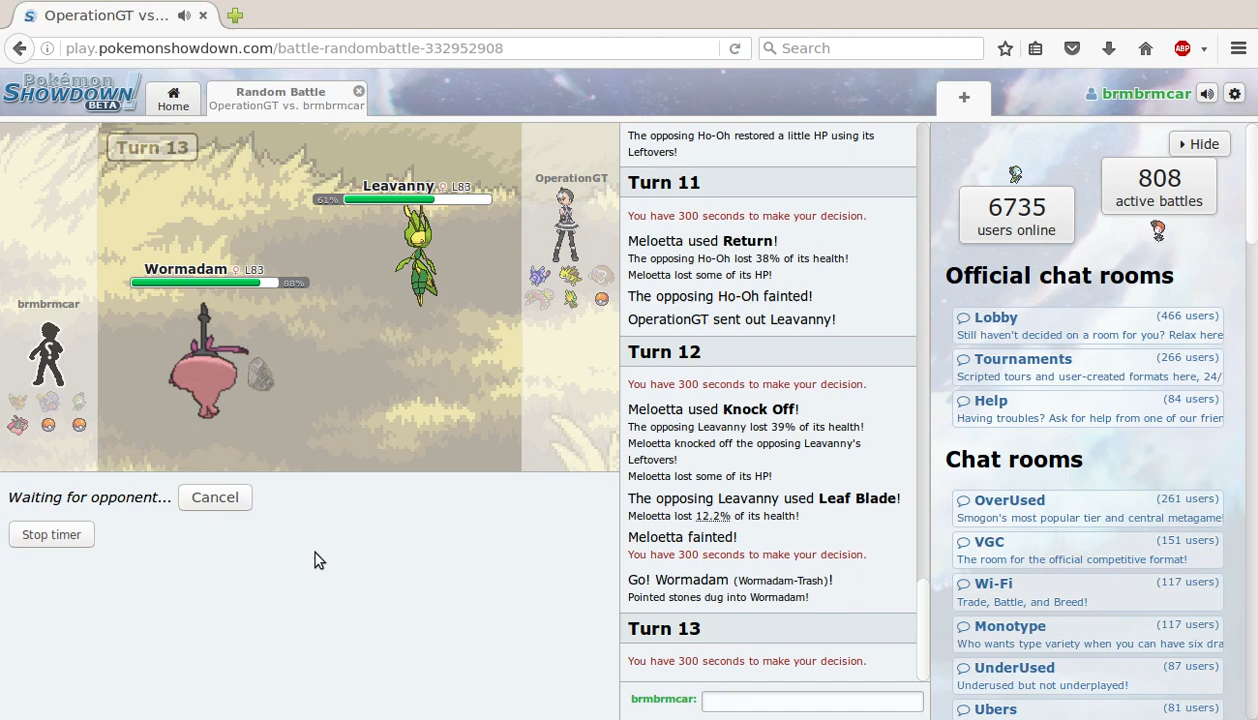 OperationGT vs...
play.pokemonshowdown.com/battle-randombattle-332952908
Search
ABP
Pokémon
SHOWDOWN
BETA
Home
Random Battle
OperationGT vs. brmbrmcar
brmbrmcar
Turn 13
Leavanny ♀ L83
61%
Wormadam ♀ L83
88%
brmbrmcar
OperationGT
Waiting for opponent...
Cancel
Stop timer
The opposing Ho-Oh restored a little HP using its
Leftovers!
Turn 11
You have 300 seconds to make your decision.
Meloetta used Return!
The opposing Ho-Oh lost 38% of its health!
Meloetta lost some of its HP!
The opposing Ho-Oh fainted!
OperationGT sent out Leavanny!
Turn 12
You have 300 seconds to make your decision.
Meloetta used Knock Off!
The opposing Leavanny lost 39% of its health!
Meloetta knocked off the opposing Leavanny's
Leftovers!
Meloetta lost some of its HP!
The opposing Leavanny used Leaf Blade!
Meloetta lost 12.2% of its health!
Meloetta fainted!
You have 300 seconds to make your decision.
Go! Wormadam (Wormadam-Trash)!
Pointed stones dug into Wormadam!
Turn 13
You have 300 seconds to make your decision.
brmbrmcar:
Hide
6735
users online
808
active battles
Official chat rooms
Lobby (466 users)
Still haven't decided on a room for you? Relax here
Tournaments (266 users)
Scripted tours and user-created formats here, 24/
Help (84 users)
Having troubles? Ask for help from one of our frier
Chat rooms
OverUsed (261 users)
Smogon's most popular tier and central metagame
VGC (151 users)
The room for the official competitive format!
Wi-Fi (117 users)
Trade, Battle, and Breed!
Monotype (117 users)
Who wants type variety when you can have six dra
UnderUsed (87 users)
Underused but not underplayed!
Ubers (81 users)